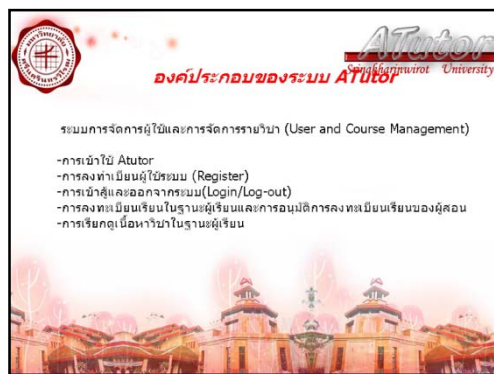 ATutor
Srinakharinwirot University
องค์ประกอบของระบบ ATutor
ระบบการจัดการผู้ใช้และการจัดการรายวิชา (User and Course Management)
-การเข้าใช้ Atutor
-การลงทำเบียนผู้ใช้ระบบ (Register)
-การเข้าสู่และออกจากระบบ(Login/Log-out)
-การลงทะเบียนเรียนในฐานะผู้เรียนและการอนุมัติการลงทะเบียนเรียนของผู้สอน
-การเรียกดูเนื้อหาวิชาในฐานะผู้เรียน